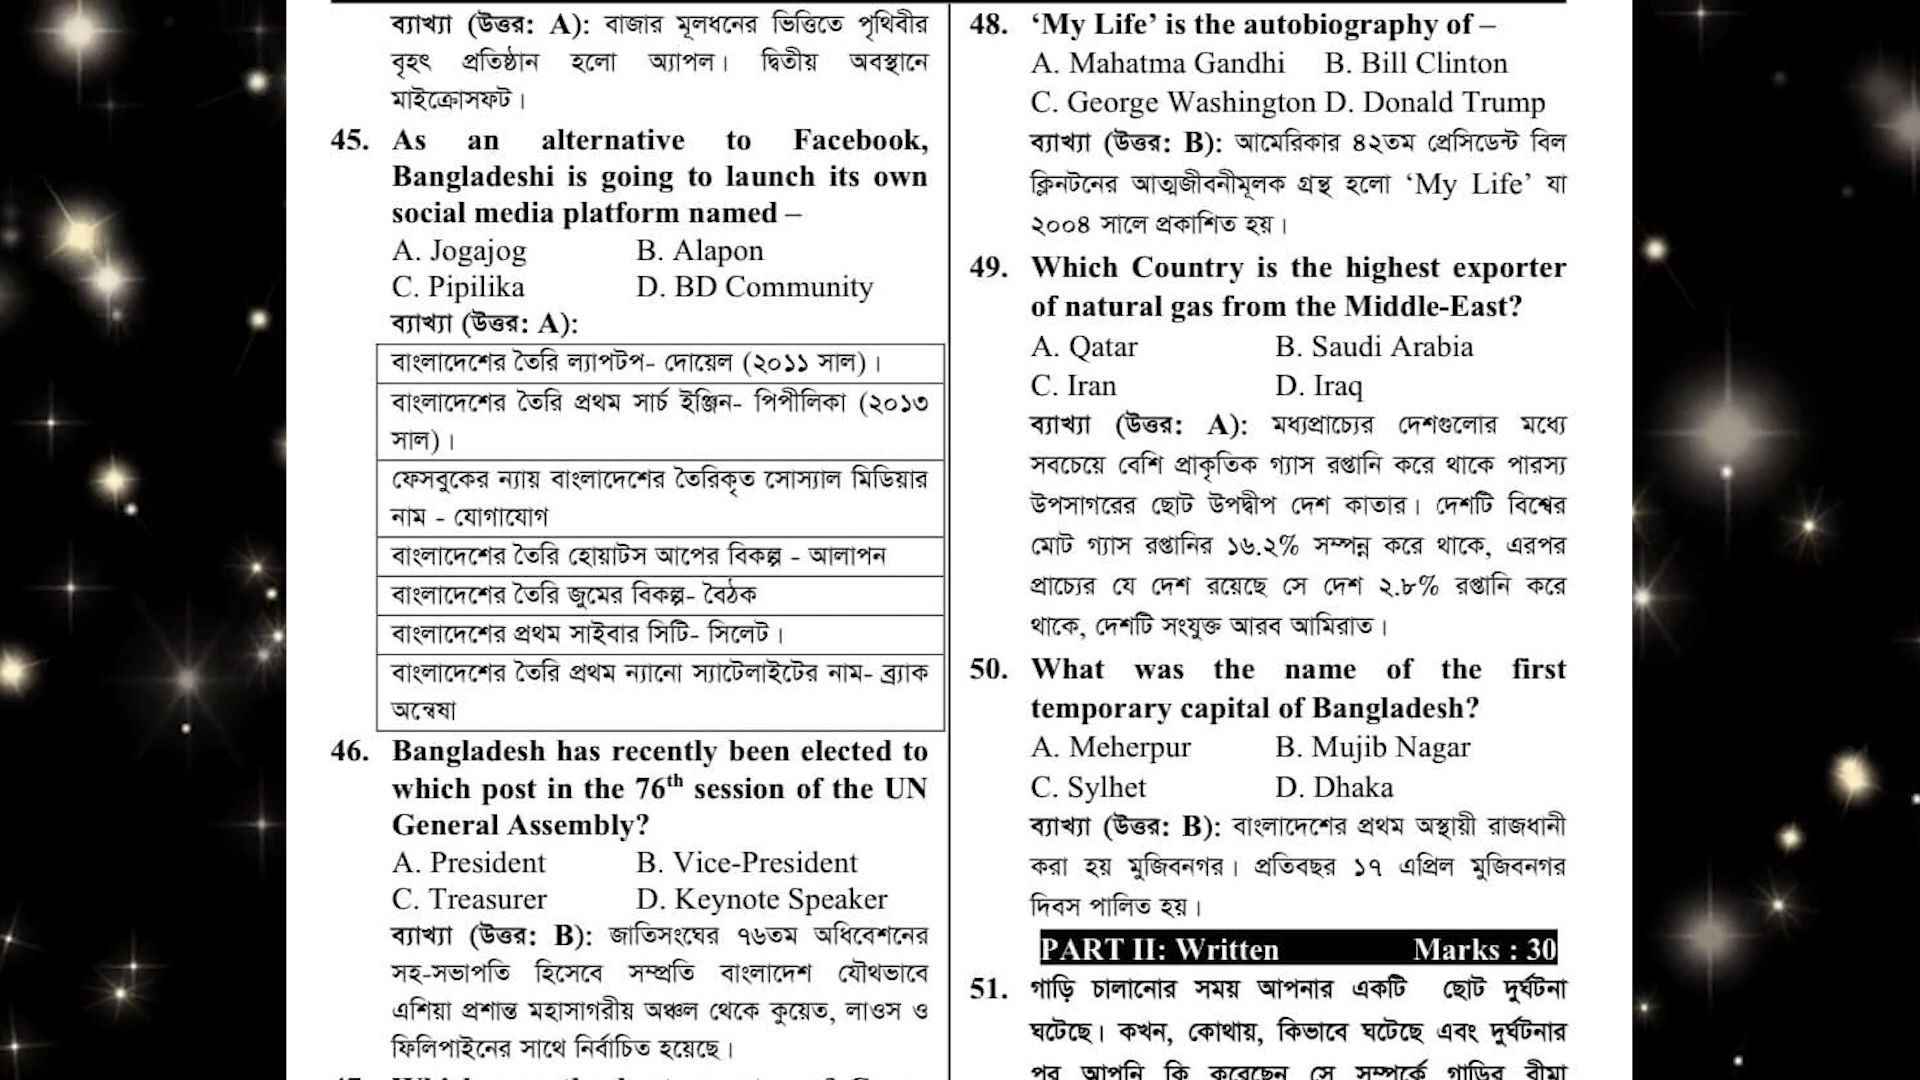 ব্যাখ্যা (উত্তর: A): বাজার মূলধনের ভিত্তিতে পৃথিবীর
বৃহৎ প্রতিষ্ঠান হলো অ্যাপল। দ্বিতীয় অবস্থানে
মাইক্রোসফট।
45. As an alternative to Facebook,
Bangladeshi is going to launch its own
social media platform named –
A. Jogajog B. Alapon
C. Pipilika D. BD Community
ব্যাখ্যা (উত্তর: A):
বাংলাদেশের তৈরি ল্যাপটপ- দোয়েল (২০১১ সাল)।
বাংলাদেশের তৈরি প্রথম সার্চ ইঞ্জিন- পিপীলিকা (২০১৩
সাল)।
ফেসবুকের ন্যায় বাংলাদেশের তৈরিকৃত সোস্যাল মিডিয়ার
নাম - যোগাযোগ
বাংলাদেশের তৈরি হোয়াটস আপের বিকল্প - আলাপন
বাংলাদেশের তৈরি জুমের বিকল্প- বৈঠক
বাংলাদেশের প্রথম সাইবার সিটি- সিলেট।
বাংলাদেশের তৈরি প্রথম ন্যানো স্যাটেলাইটের নাম- ব্র্যাক
অন্বেষা
46. Bangladesh has recently been elected to
which post in the 76th session of the UN
General Assembly?
A. President B. Vice-President
C. Treasurer D. Keynote Speaker
ব্যাখ্যা (উত্তর: B): জাতিসংঘের ৭৬তম অধিবেশনের
সহ-সভাপতি হিসেবে সম্প্রতি বাংলাদেশ যৌথভাবে
এশিয়া প্রশান্ত মহাসাগরীয় অঞ্চল থেকে কুয়েত, লাওস ও
ফিলিপাইনের সাথে নির্বাচিত হয়েছে।
48. ‘My Life’ is the autobiography of –
A. Mahatma Gandhi B. Bill Clinton
C. George Washington D. Donald Trump
ব্যাখ্যা (উত্তর: B): আমেরিকার ৪২তম প্রেসিডেন্ট বিল
ক্লিনটনের আত্মজীবনীমূলক গ্রন্থ হলো ‘My Life’ যা
২০০৪ সালে প্রকাশিত হয়।
49. Which Country is the highest exporter
of natural gas from the Middle-East?
A. Qatar B. Saudi Arabia
C. Iran D. Iraq
ব্যাখ্যা (উত্তর: A): মধ্যপ্রাচ্যের দেশগুলোর মধ্যে
সবচেয়ে বেশি প্রাকৃতিক গ্যাস রপ্তানি করে থাকে পারস্য
উপসাগরের ছোট উপদ্বীপ দেশ কাতার। দেশটি বিশ্বের
মোট গ্যাস রপ্তানির ১৬.২% সম্পন্ন করে থাকে, এরপর
প্রাচ্যের যে দেশ রয়েছে সে দেশ ২.৮% রপ্তানি করে
থাকে, দেশটি সংযুক্ত আরব আমিরাত।
50. What was the name of the first
temporary capital of Bangladesh?
A. Meherpur B. Mujib Nagar
C. Sylhet D. Dhaka
ব্যাখ্যা (উত্তর: B): বাংলাদেশের প্রথম অস্থায়ী রাজধানী
করা হয় মুজিবনগর। প্রতিবছর ১৭ এপ্রিল মুজিবনগর
দিবস পালিত হয়।
PART II: Written Marks : 30
51. গাড়ি চালানোর সময় আপনার একটি ছোট দুর্ঘটনা
ঘটেছে। কখন, কোথায়, কিভাবে ঘটেছে এবং দুর্ঘটনার
পর আপনি কি করেছেন সে সম্পর্কে গাড়ির বীমা